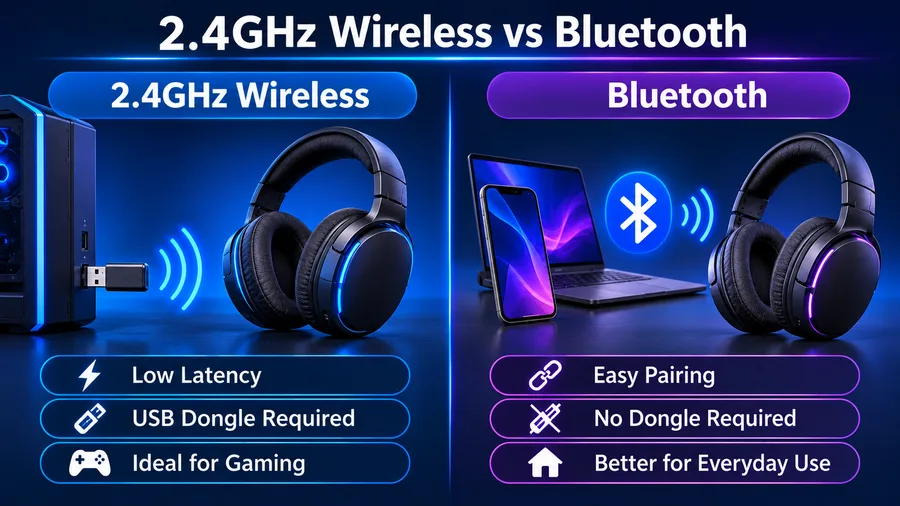 2.4GHz Wireless vs Bluetooth
2.4GHz Wireless
Low Latency
USB Dongle Required
Ideal for Gaming
Bluetooth
Easy Pairing
No Dongle Required
Better for Everyday Use